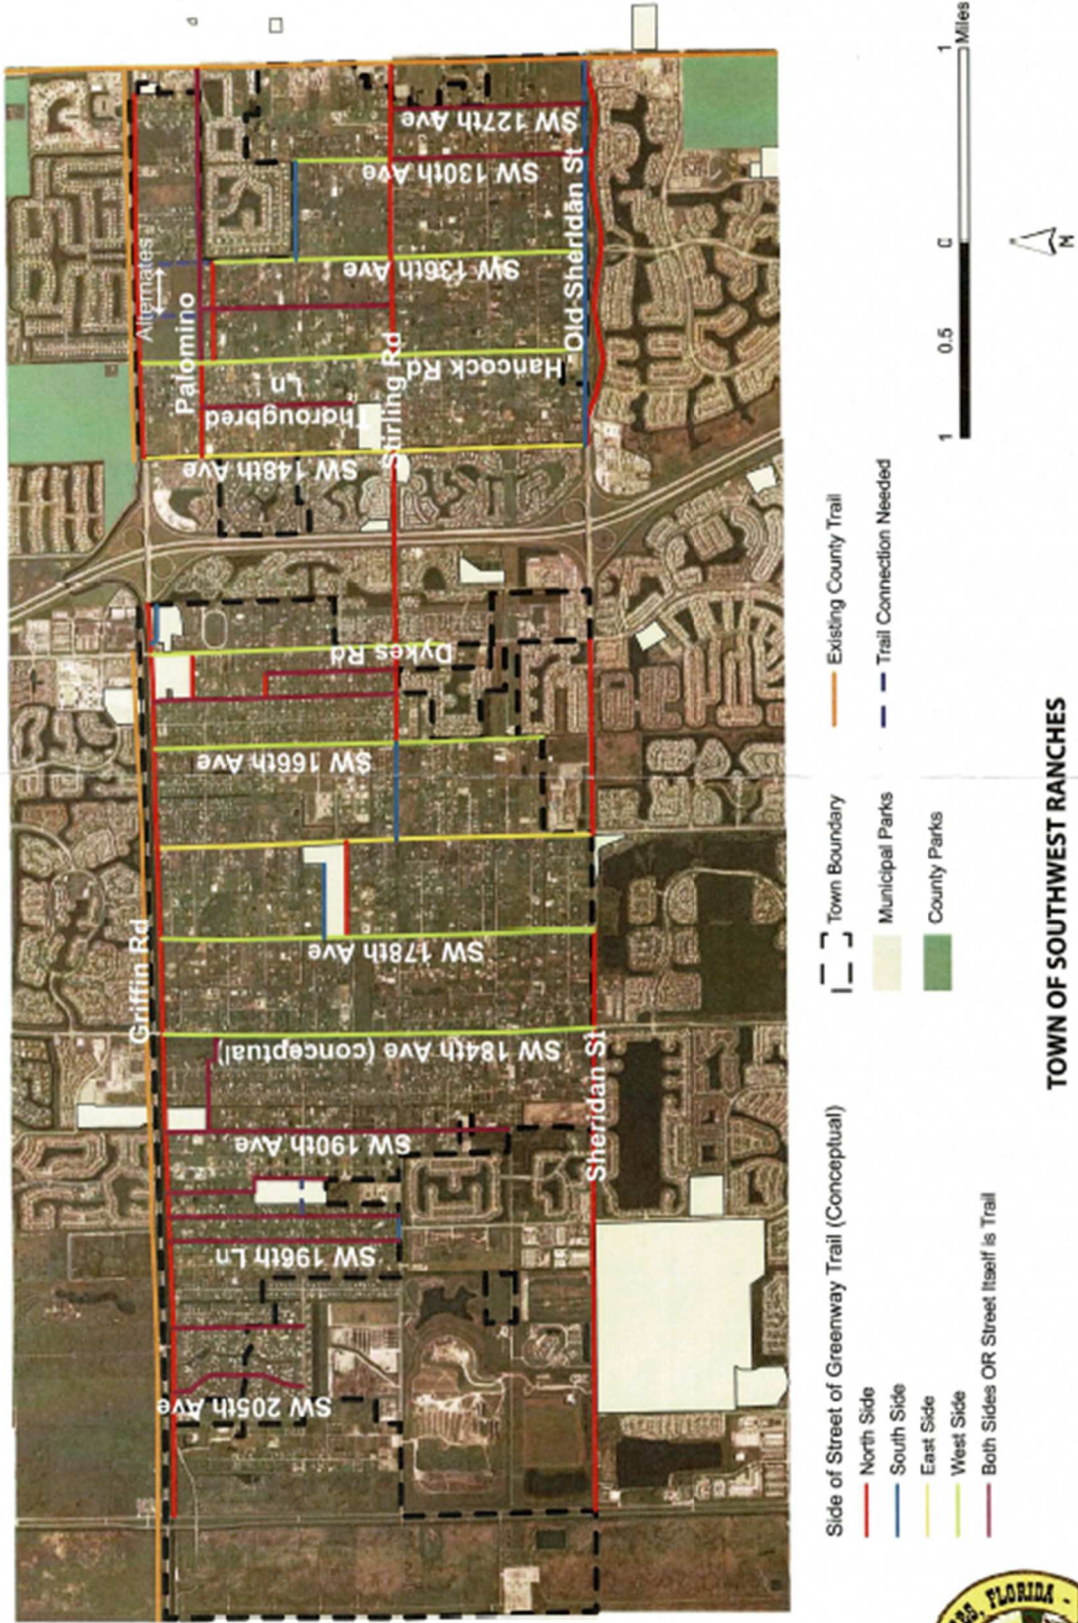 Griffin Rd
Alternates
Palomino
Stirling Rd
Old Sheridan St
Sheridan St
SW 205th Ave
SW 196th Ln
SW 190th Ave
SW 184th Ave (conceptual)
SW 178th Ave
SW 166th Ave
Dykes Rd
SW 148th Ave
Thoroughbred
Ln
Hancock Rd
SW 136th Ave
SW 130th Ave
SW 127th Ave
Side of Street of Greenway Trail (Conceptual)
North Side
South Side
East Side
West Side
Both Sides OR Street Itself is Trail
Town Boundary
Municipal Parks
County Parks
Existing County Trail
Trail Connection Needed
1 0.5 0 1
Miles
N
TOWN OF SOUTHWEST RANCHES
FLORIDA -